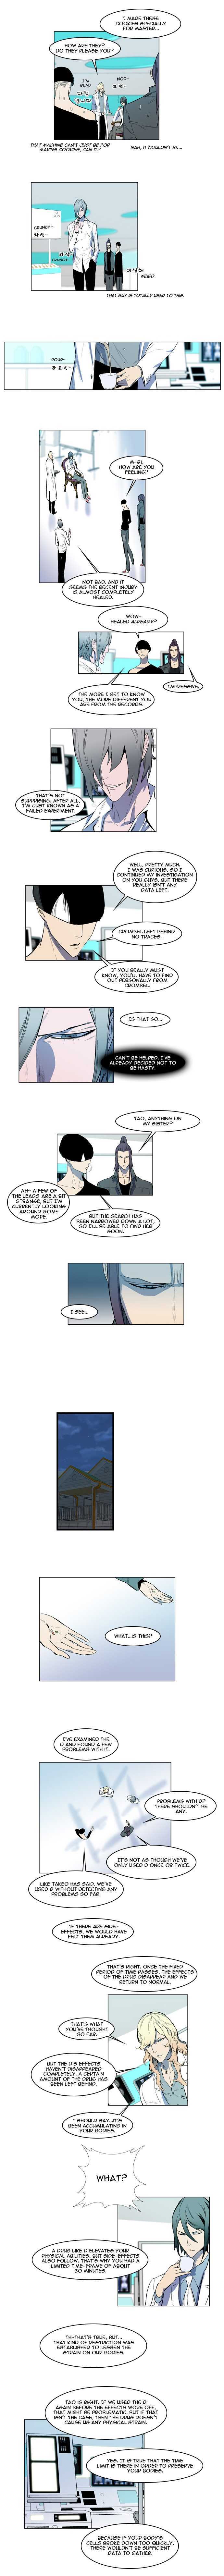 I MADE THESE
COOKIES SPECIALLY
FOR MASTER...
HOW ARE THEY?
DO THEY PLEASE YOU?
I'M
GLAD
NOD-
THAT MACHINE CAN'T JUST BE FOR
MAKING COOKIES, CAN IT?
NAH, IT COULDN'T BE...
CRUNCH-
CRUNCH-
WEIRD
THAT GUY IS TOTALLY USED TO THIS.
POUR-
M-21,
HOW ARE YOU
FEELING?
NOT BAD. AND IT
SEEMS THE RECENT INJURY
IS ALMOST COMPLETELY
HEALED.
WOW-
HEALED ALREADY?
IMPRESSIVE.
THE MORE I GET TO KNOW
YOU, THE MORE DIFFERENT YOU
ARE FROM THE RECORDS.
THAT'S NOT
SURPRISING. AFTER ALL,
I'M JUST KNOWN AS A
FAILED EXPERIMENT.
WELL, PRETTY MUCH.
I WAS CURIOUS, SO I
CONTINUED MY INVESTIGATION
ON YOU GUYS, BUT THERE
REALLY ISN'T ANY
DATA LEFT.
CROMBEL LEFT BEHIND
NO TRACES.
IF YOU REALLY MUST
KNOW, YOU'LL HAVE TO FIND
OUT PERSONALLY FROM
CROMBEL.
IS THAT SO...
CAN'T BE HELPED. I'VE
ALREADY DECIDED NOT TO
BE HASTY.
TAO, ANYTHING ON
MY SISTER?
AH- A FEW OF
THE LEADS ARE A BIT
STRANGE, BUT I'M
CURRENTLY LOOKING
AROUND SOME
MORE.
BUT THE SEARCH HAS
BEEN NARROWED DOWN A LOT,
SO I'LL BE ABLE TO FIND HER
SOON.
I SEE...
WHAT...IS THIS?
I'VE EXAMINED THE
D AND FOUND A FEW
PROBLEMS WITH IT.
PROBLEMS WITH D?
THERE SHOULDN'T BE
ANY.
IT'S NOT AS THOUGH WE'VE
ONLY USED D ONCE OR TWICE.
LIKE TAKEO HAS SAID, WE'VE
USED D WITHOUT DETECTING ANY
PROBLEMS SO FAR.
IF THERE ARE SIDE-
EFFECTS, WE WOULD HAVE
FELT THEM ALREADY.
THAT'S RIGHT. ONCE THE FIXED
PERIOD OF TIME PASSES, THE EFFECTS
OF THE DRUG DISAPPEAR AND WE
RETURN TO NORMAL.
THAT'S WHAT
YOU'VE THOUGHT
SO FAR.
BUT THE D'S EFFECTS
HAVEN'T DISAPPEARED
COMPLETELY. A CERTAIN
AMOUNT OF THE DRUG HAS
BEEN LEFT BEHIND.
I SHOULD SAY...IT'S
BEEN ACCUMULATING IN
YOUR BODIES.
WHAT?
A DRUG LIKE D ELEVATES YOUR
PHYSICAL ABILITIES, BUT SIDE-EFFECTS
ALSO FOLLOW. THAT'S WHY YOU HAD A
LIMITED TIME-FRAME OF ABOUT
30 MINUTES.
TH-THAT'S TRUE, BUT...
THAT KIND OF RESTRICTION WAS
ESTABLISHED TO LESSEN THE
STRAIN ON OUR BODIES.
TAO IS RIGHT. IF WE USED THE D
AGAIN BEFORE THE EFFECTS WORE OFF,
THAT MIGHT BE PROBLEMATIC. BUT IF THAT
ISN'T THE CASE, THEN THE DRUG DOESN'T
CAUSE US ANY PHYSICAL STRAIN.
YES. IT IS TRUE THAT THE TIME
LIMIT IS THERE IN ORDER TO PRESERVE
YOUR BODIES.
BECAUSE IF YOUR BODY'S
CELLS BROKE DOWN TOO QUICKLY,
THERE WOULDN'T BE SUFFICIENT
DATA TO GATHER.